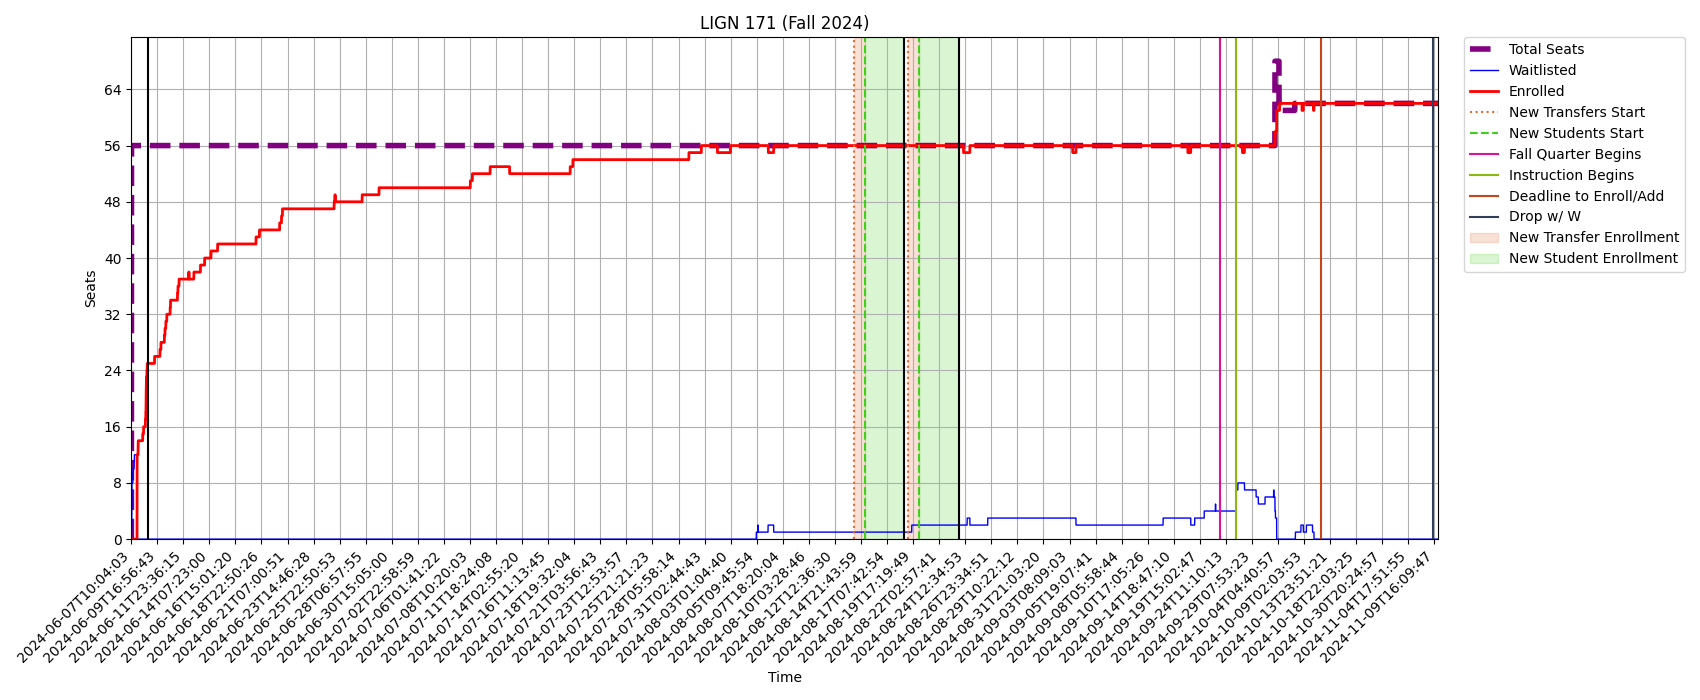 LIGN 171 (Fall 2024)
Total Seats
Waitlisted
Enrolled
New Transfers Start
New Students Start
Fall Quarter Begins
Instruction Begins
Deadline to Enroll/Add
Drop w/ W
New Transfer Enrollment
New Student Enrollment
Seats
64
56
48
40
32
24
16
8
0
2024-06-07T10:04:03
2024-06-09T16:56:43
2024-06-11T23:36:15
2024-06-14T07:23:00
2024-06-16T15:01:20
2024-06-18T22:50:26
2024-06-21T07:00:51
2024-06-23T14:46:28
2024-06-25T22:50:53
2024-06-28T06:57:55
2024-06-30T15:05:00
2024-07-02T22:58:59
2024-07-06T01:41:22
2024-07-08T10:20:03
2024-07-11T18:24:08
2024-07-14T02:55:20
2024-07-16T11:13:45
2024-07-18T19:32:04
2024-07-21T03:56:43
2024-07-23T12:53:57
2024-07-25T21:21:23
2024-07-28T05:58:14
2024-07-31T02:44:43
2024-08-03T01:04:40
2024-08-05T09:45:54
2024-08-07T18:20:04
2024-08-10T03:28:46
2024-08-12T12:36:30
2024-08-14T21:43:59
2024-08-17T07:42:54
2024-08-19T17:19:49
2024-08-22T02:57:41
2024-08-24T12:34:53
2024-08-26T23:34:51
2024-08-29T10:22:12
2024-08-31T21:03:20
2024-09-03T08:09:03
2024-09-05T19:07:41
2024-09-08T05:58:44
2024-09-10T17:05:26
2024-09-14T18:47:10
2024-09-19T15:02:47
2024-09-24T11:10:13
2024-09-29T07:53:23
2024-10-04T04:40:57
2024-10-09T02:03:53
2024-10-13T23:51:21
2024-10-18T22:03:25
2024-10-30T20:24:57
2024-11-04T17:51:55
2024-11-09T16:09:47
Time